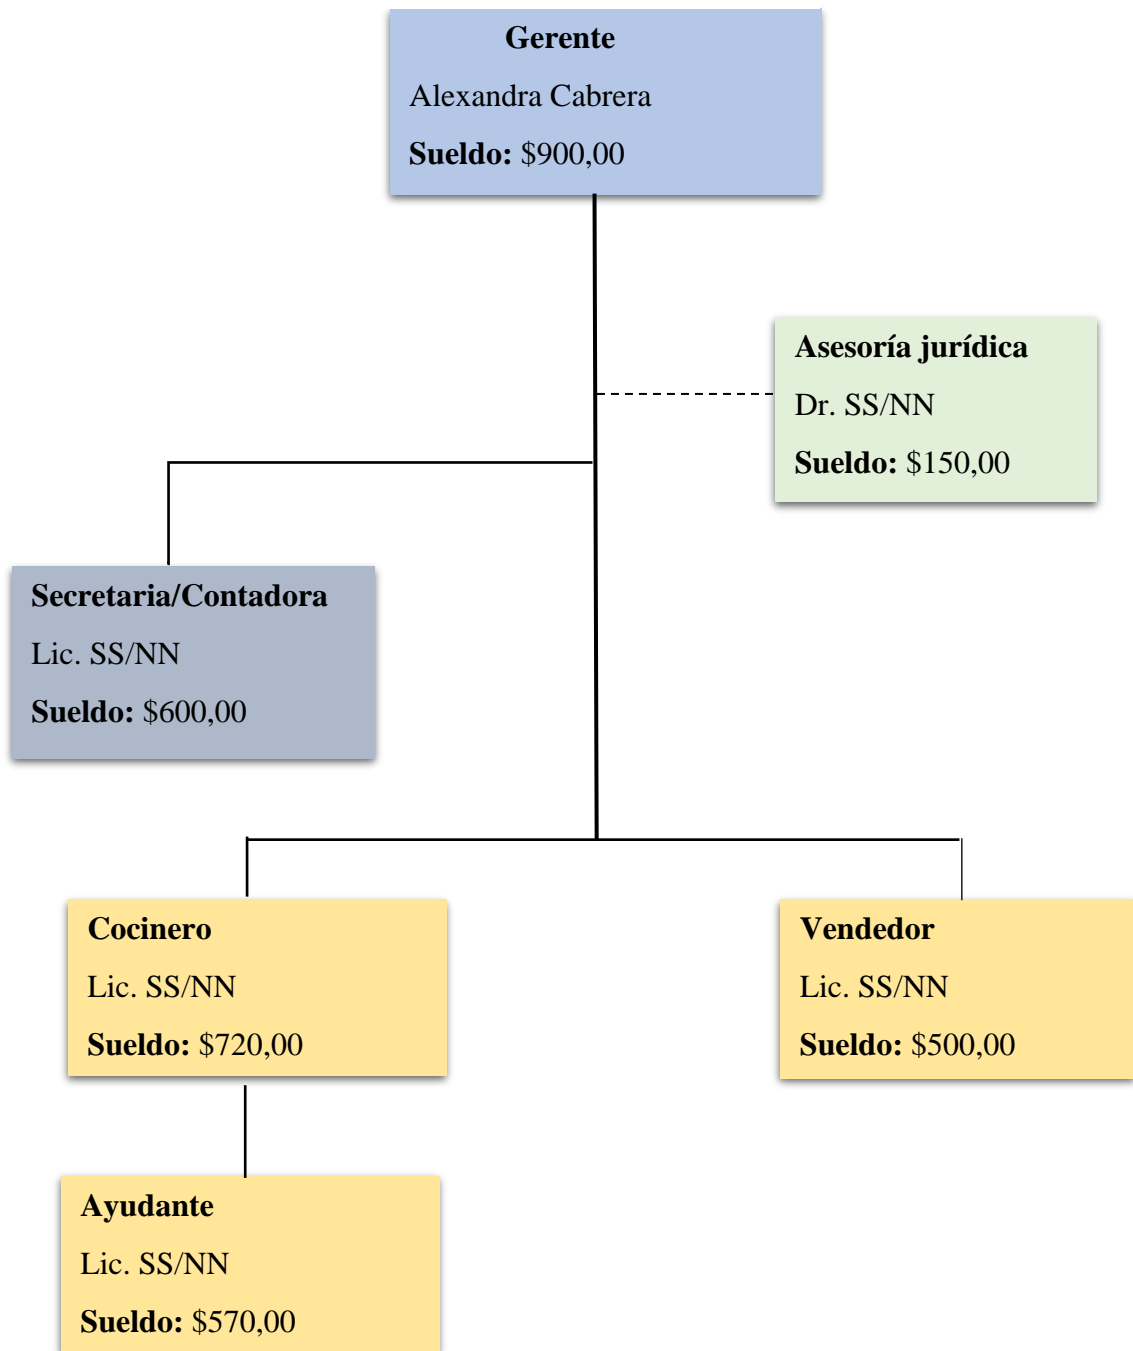 Gerente
Alexandra Cabrera
Sueldo: $900,00
Asesoría jurídica
Dr. SS/NN
Sueldo: $150,00
Secretaria/Contadora
Lic. SS/NN
Sueldo: $600,00
Cocinero
Lic. SS/NN
Sueldo: $720,00
Vendedor
Lic. SS/NN
Sueldo: $500,00
Ayudante
Lic. SS/NN
Sueldo: $570,00